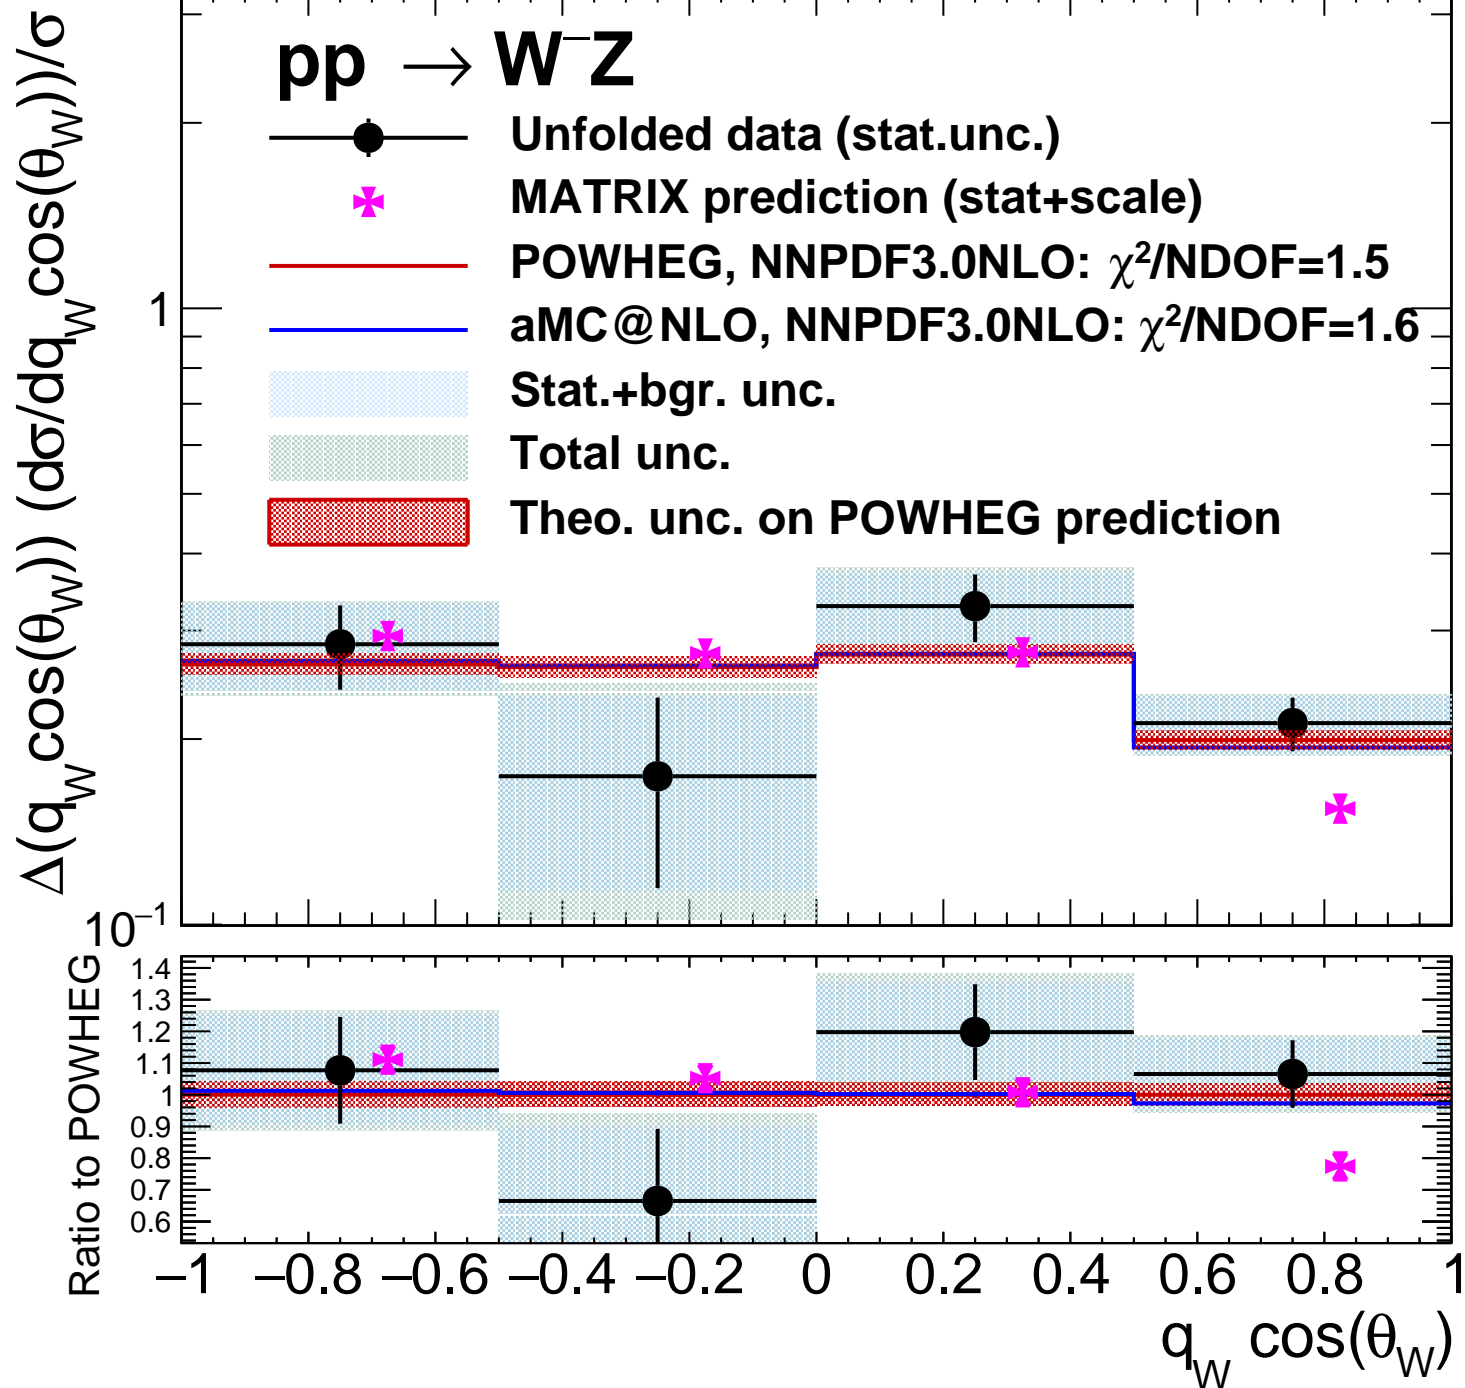 Δ(q_W cos(θ_W)) (dσ/dq_W cos(θ_W))/σ
pp → W⁻Z
Unfolded data (stat.unc.)
MATRIX prediction (stat+scale)
POWHEG, NNPDF3.0NLO: χ²/NDOF=1.5
aMC@NLO, NNPDF3.0NLO: χ²/NDOF=1.6
Stat.+bgr. unc.
Total unc.
Theo. unc. on POWHEG prediction
1
10⁻¹
Ratio to POWHEG
1.4
1.3
1.2
1.1
1
0.9
0.8
0.7
0.6
−1 −0.8 −0.6 −0.4 −0.2 0 0.2 0.4 0.6 0.8 1
q_W cos(θ_W)